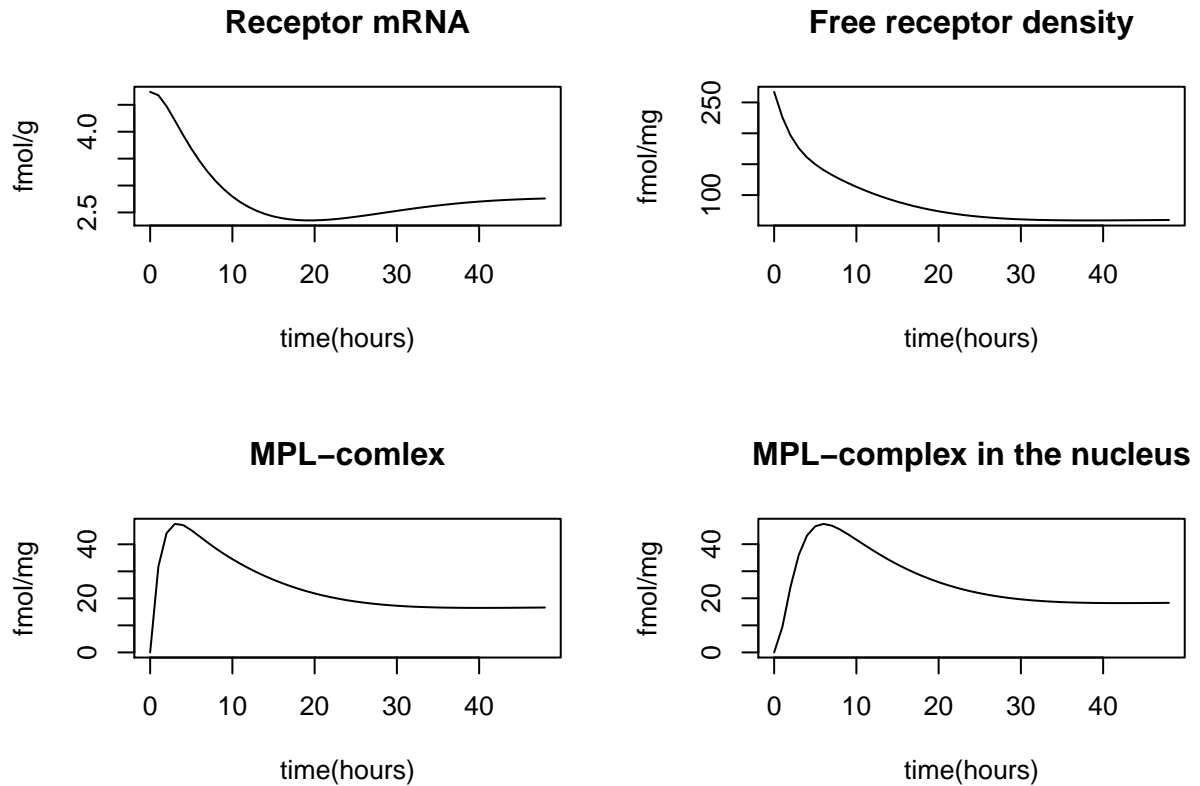 Receptor mRNA
fmol/g
2.5 4.0
0 10 20 30 40
time(hours)
Free receptor density
fmol/mg
100 250
0 10 20 30 40
time(hours)
MPL−comlex
fmol/mg
0 20 40
0 10 20 30 40
time(hours)
MPL−complex in the nucleus
fmol/mg
0 20 40
0 10 20 30 40
time(hours)